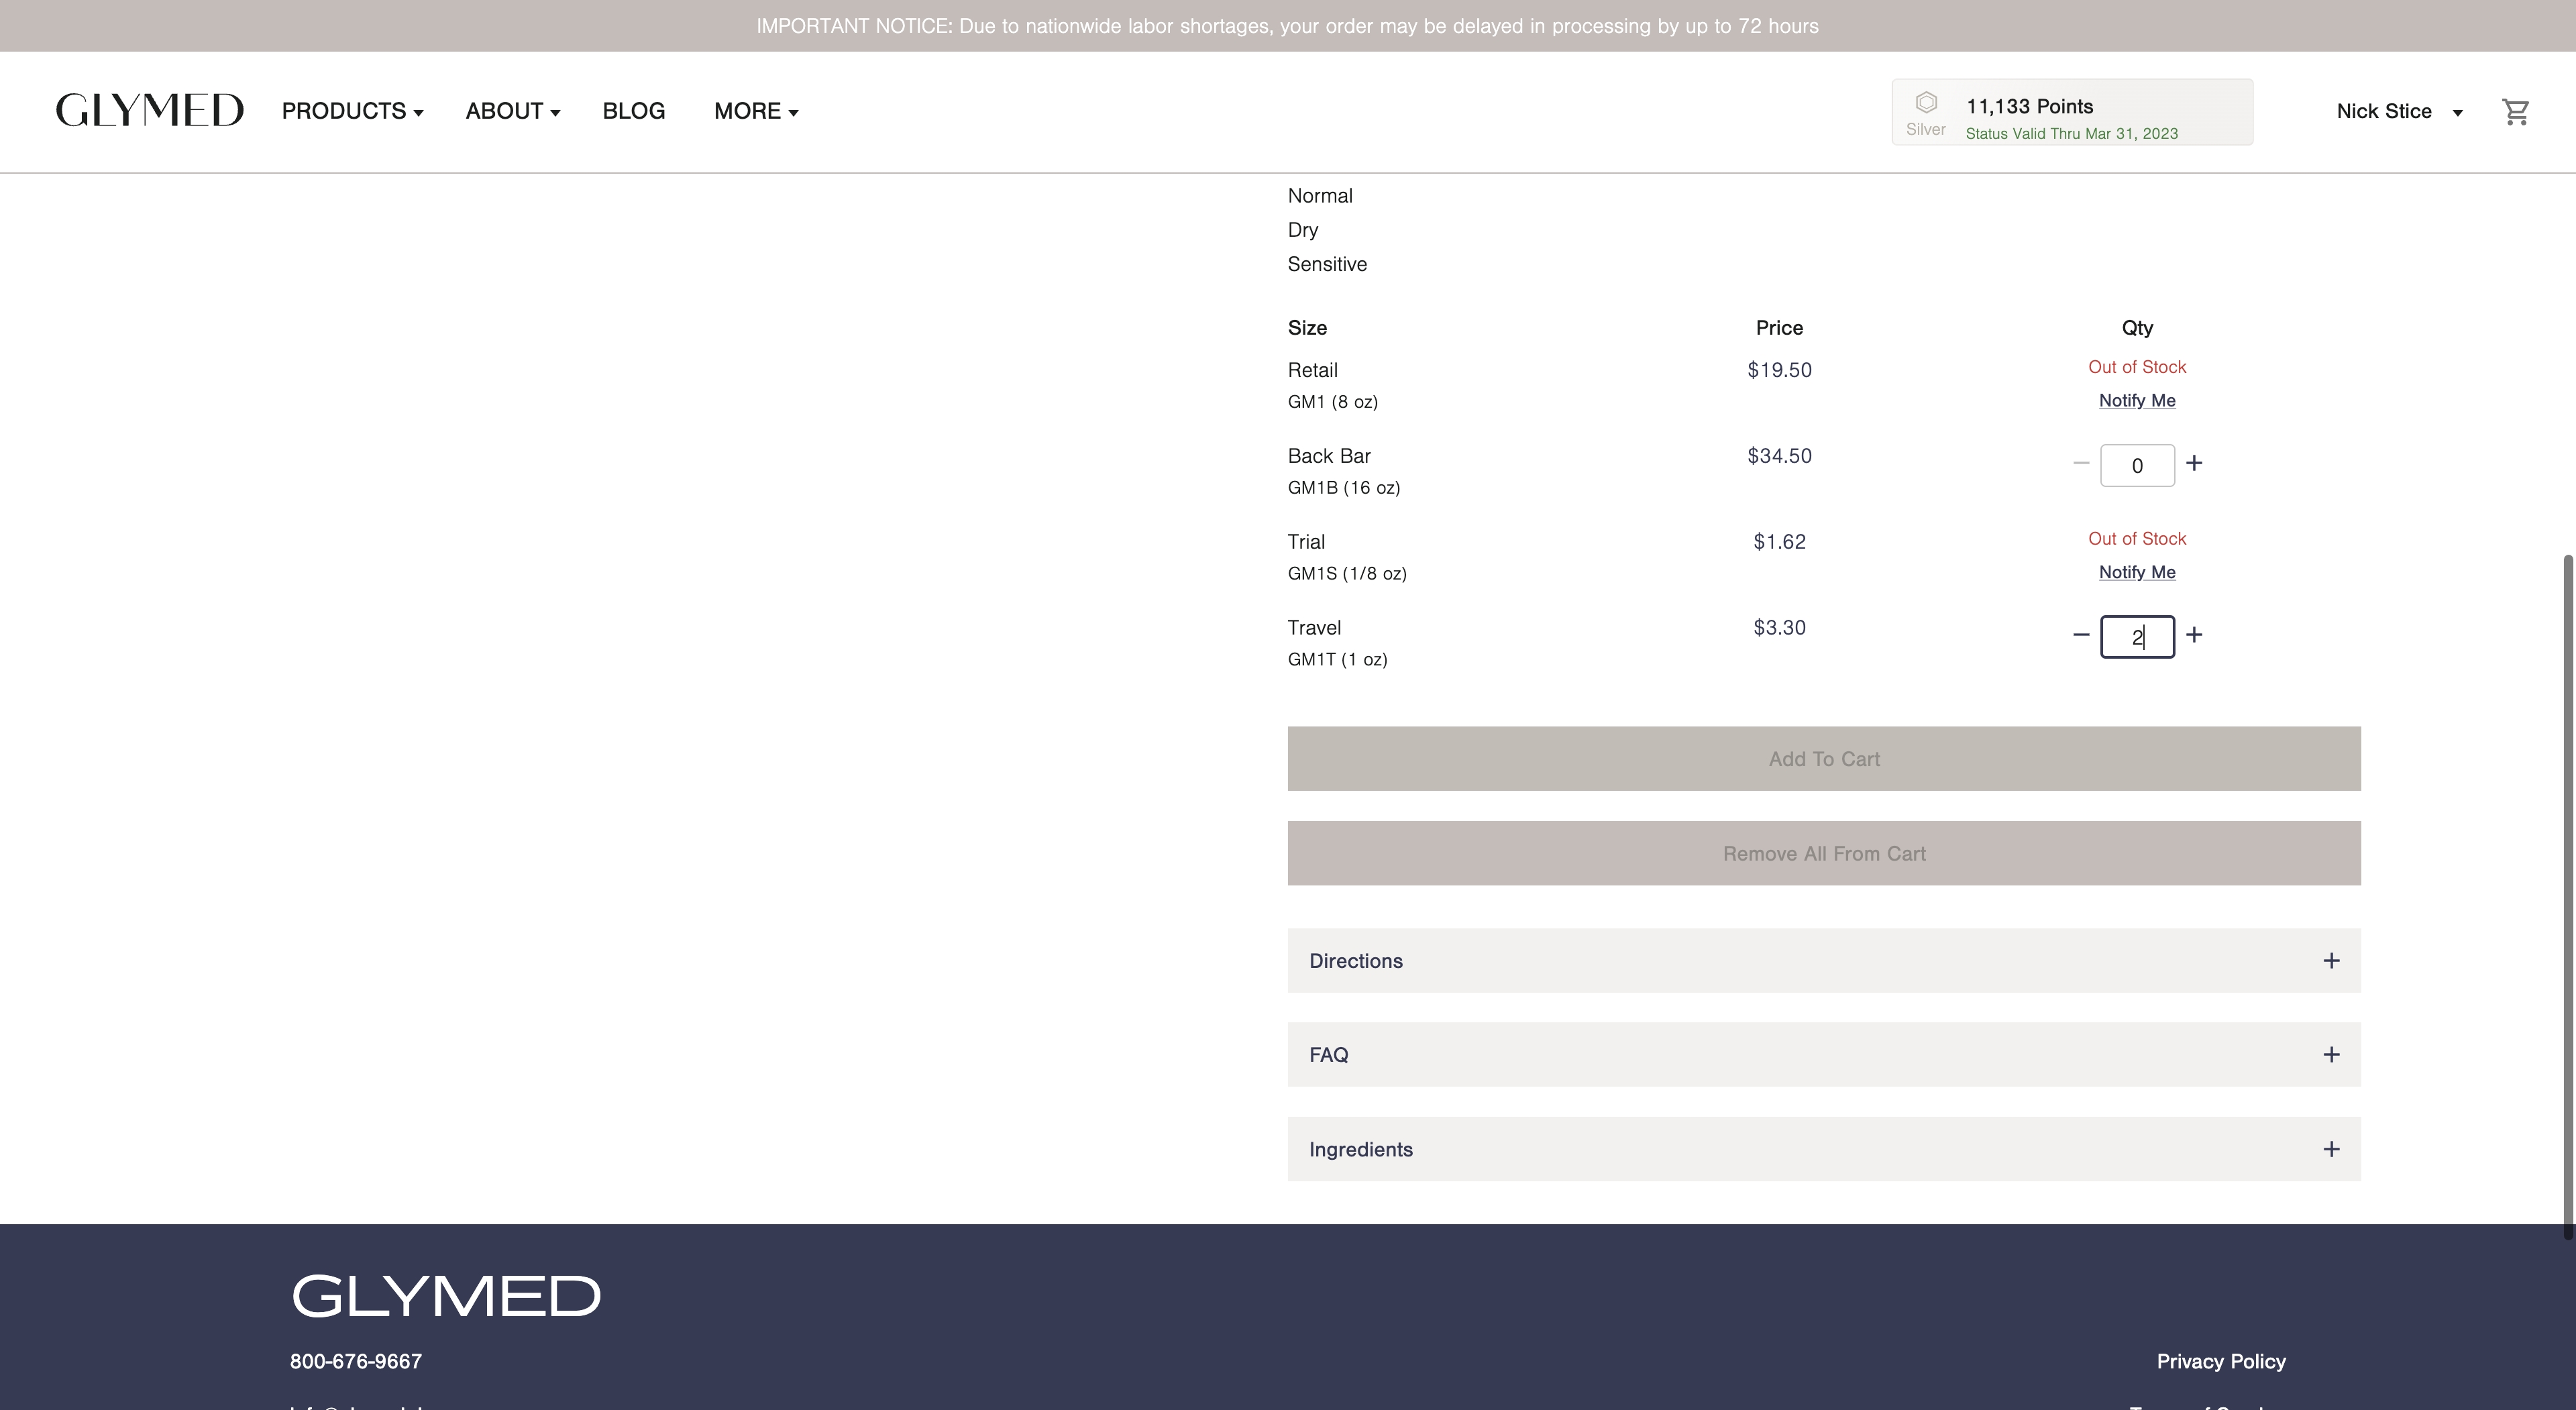 IMPORTANT NOTICE: Due to nationwide labor shortages, your order may be delayed in processing by up to 72 hours
GLYMED PRODUCTS ABOUT BLOG MORE
Silver
11,133 Points
Status Valid Thru Mar 31, 2023
Nick Stice
Normal
Dry
Sensitive
Size Price Qty
Retail $19.50 Out of Stock
GM1 (8 oz) Notify Me
Back Bar $34.50 − 0 +
GM1B (16 oz)
Trial $1.62 Out of Stock
GM1S (1/8 oz) Notify Me
Travel $3.30 − 2 +
GM1T (1 oz)
Add To Cart
Remove All From Cart
Directions +
FAQ +
Ingredients +
GLYMED
800-676-9667 Privacy Policy